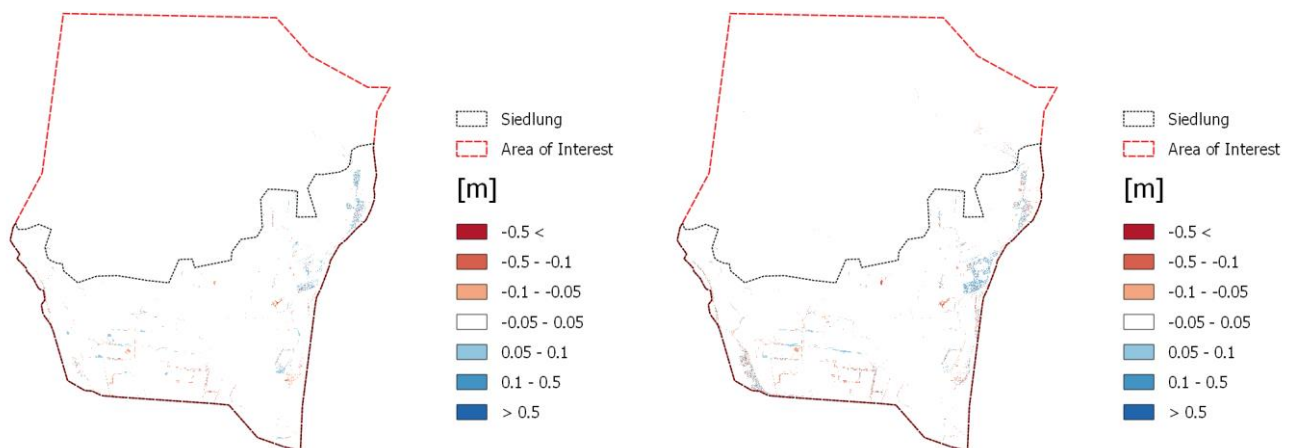 Siedlung
Area of Interest
[m]
-0.5 <
-0.5 - -0.1
-0.1 - -0.05
-0.05 - 0.05
0.05 - 0.1
0.1 - 0.5
> 0.5
Siedlung
Area of Interest
[m]
-0.5 <
-0.5 - -0.1
-0.1 - -0.05
-0.05 - 0.05
0.05 - 0.1
0.1 - 0.5
> 0.5